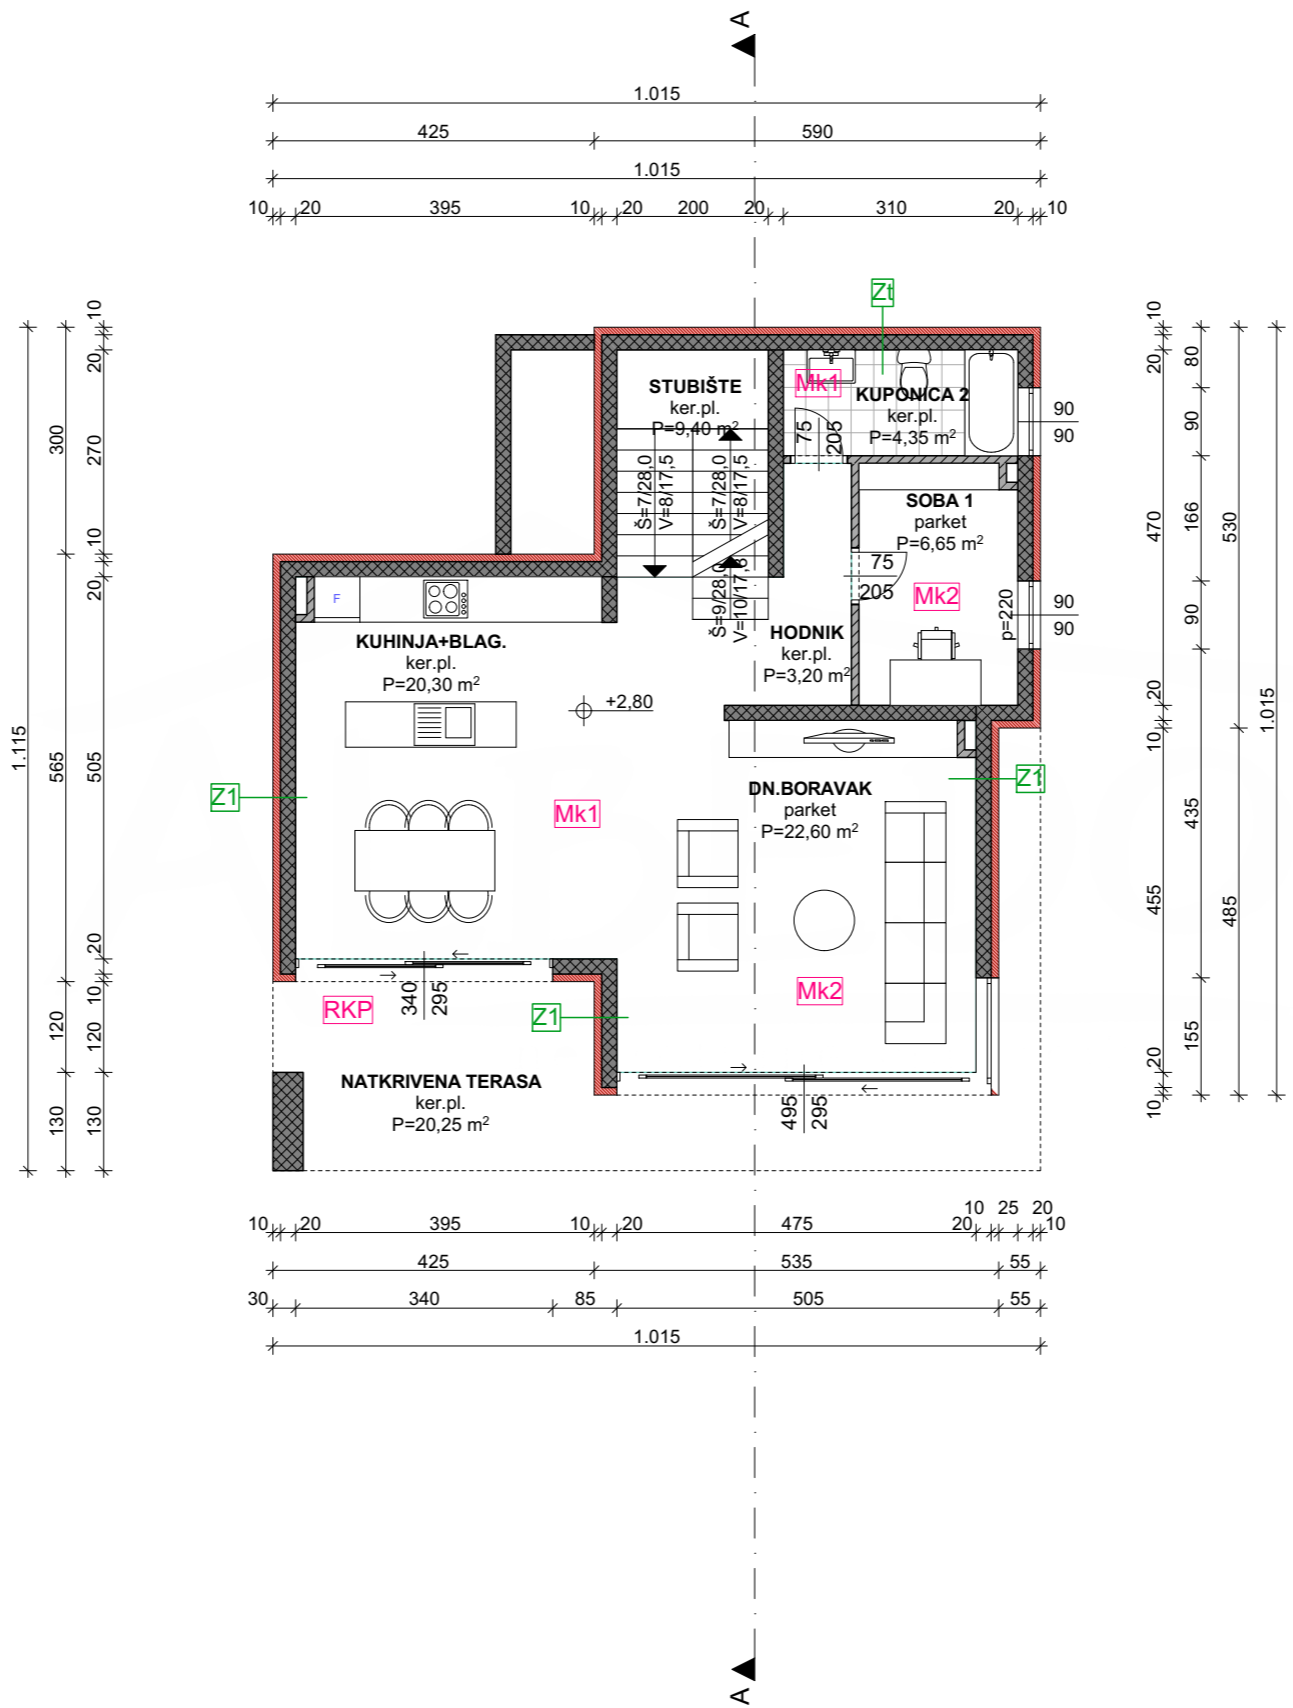 A
1.015
425 590
1.015
10 20 395 10 20 200 20 310 20 10
Zt
STUBIŠTE
ker.pl.
P=9,40 m²
Mk1
KUPONICA 2
ker.pl.
P=4,35 m²
75
205
90
90
Š=7/28,0
V=8/17,5
Š=7/28,0
V=8/17,5
SOBA 1
parket
P=6,65 m²
75
205
Mk2
p=220
90
90
F
Š=9/28,0
V=10/17,8
HODNIK
ker.pl.
P=3,20 m²
KUHINJA+BLAG.
ker.pl.
P=20,30 m²
+2,80
Z1
Mk1
DN.BORAVAK
parket
P=22,60 m²
Z1
RKP
340
295
Z1
Mk2
NATKRIVENA TERASA
ker.pl.
P=20,25 m²
495
295
1.115
300
565
120
130
10
20
270
10
20
505
20
10
120
130
10
20
470
20
10
455
20
10
80
90
166
90
435
155
530
485
1.015
10 20 395 10 20 475 20 10 25 20 10
425 535 55
30 340 85 505 55
1.015
A